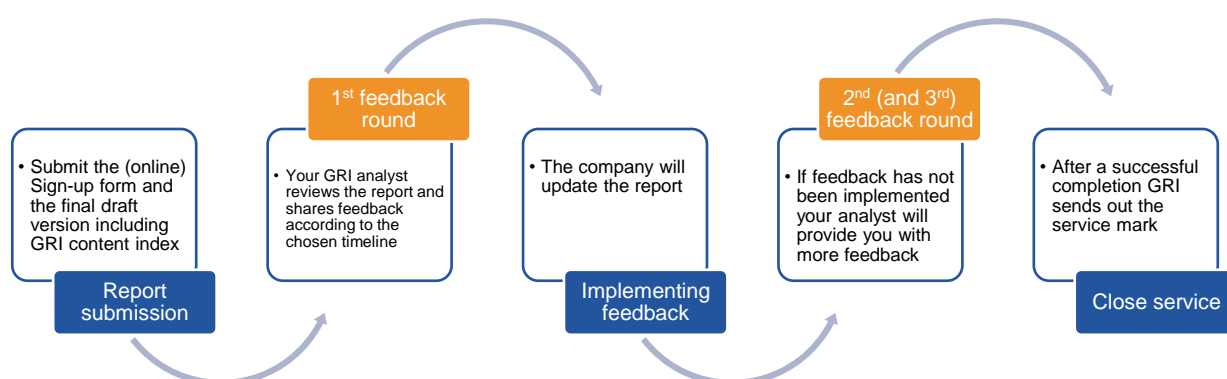 • Submit the (online)
Sign-up form and
the final draft
version including
GRI content index
Report
submission
1st feedback
round
• Your GRI analyst
reviews the report and
shares feedback
according to the
chosen timeline
• The company will
update the report
Implementing
feedback
2nd (and 3rd)
feedback round
• If feedback has not
been implemented
your analyst will
provide you with
more feedback
• After a successful
completion GRI
sends out the
service mark
Close service